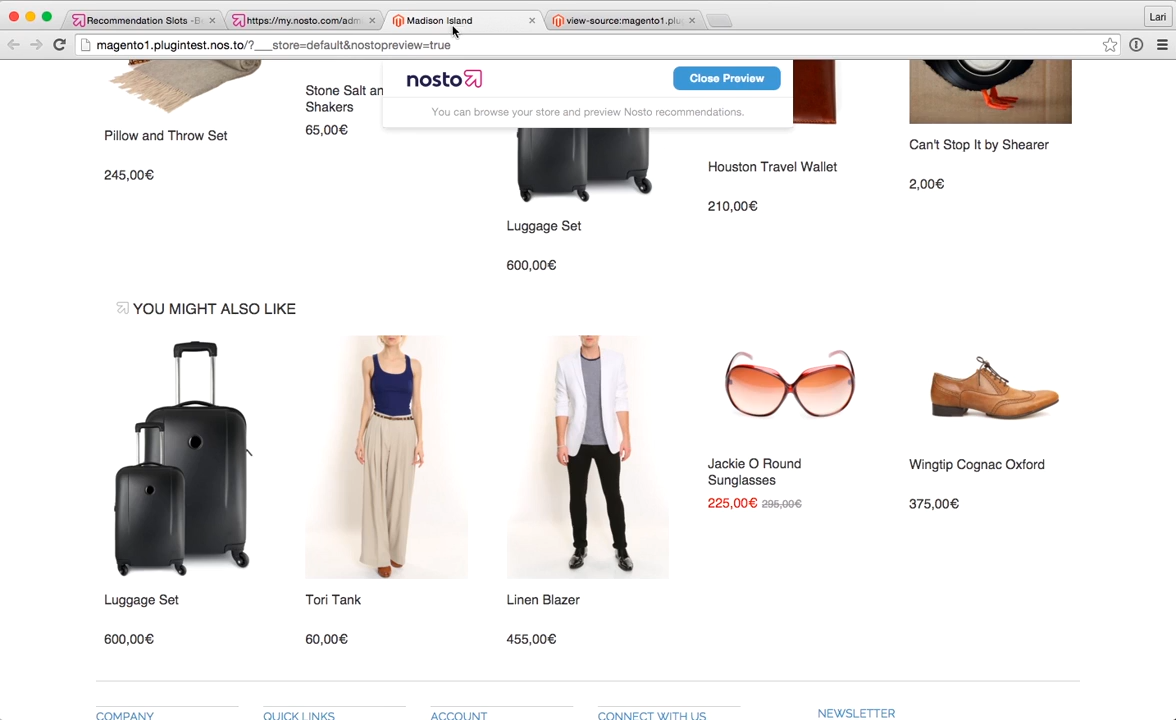 Recommendation Slots -B
https://my.nosto.com/adm
Madison Island
view-source:magento1.plug
Lari
magento1.plugintest.nos.to/?___store=default&nostopreview=true
nosto
Close Preview
You can browse your store and preview Nosto recommendations.
Pillow and Throw Set
245,00€
Stone Salt an
Shakers
65,00€
Luggage Set
600,00€
Houston Travel Wallet
210,00€
Can't Stop It by Shearer
2,00€
YOU MIGHT ALSO LIKE
Luggage Set
600,00€
Tori Tank
60,00€
Linen Blazer
455,00€
Jackie O Round
Sunglasses
225,00€ 295,00€
Wingtip Cognac Oxford
375,00€
COMPANY
QUICK LINKS
ACCOUNT
CONNECT WITH US
NEWSLETTER